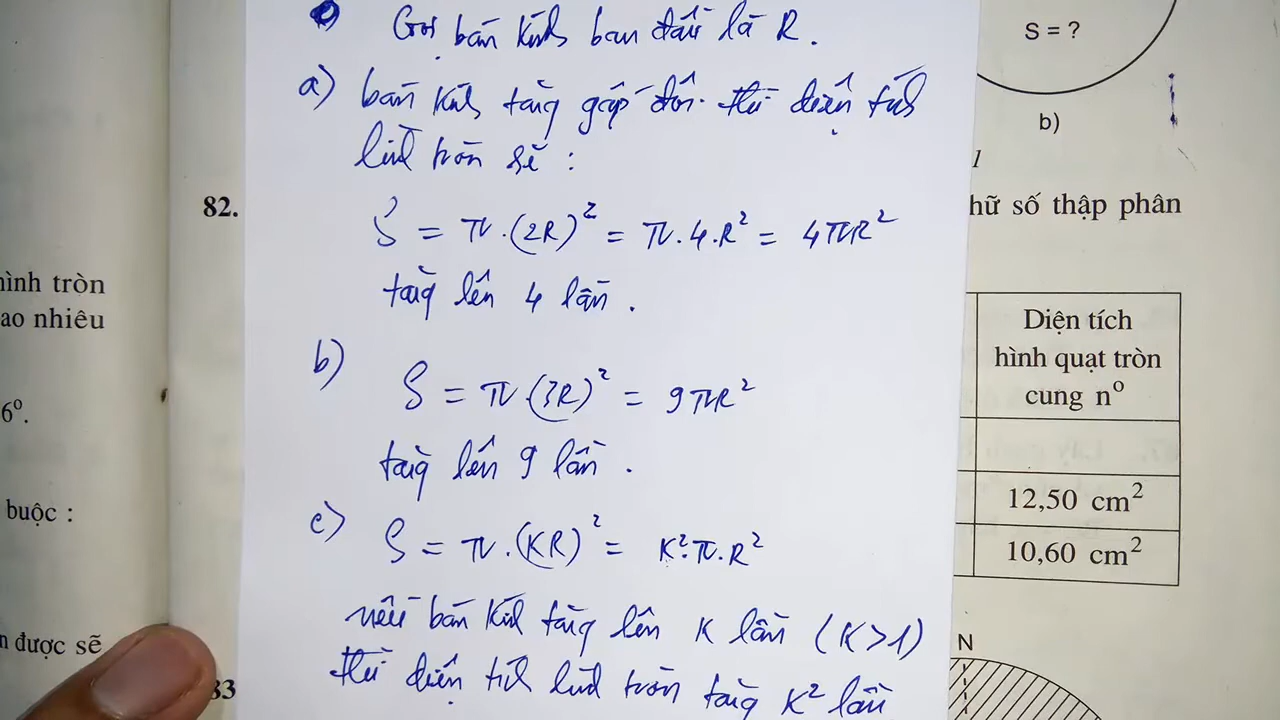 Gọi bán kính ban đầu là R.
a) bán kính tăng gấp đôi thì diện tích
hình tròn sẽ :
S = π.(2R)² = π.4.R² = 4πR²
tăng lên 4 lần.
b) S = π.(3R)² = 9πR²
tăng lên 9 lần.
c) S = π.(KR)² = K².π.R²
nếu bán kính tăng lên K lần (K>1)
thì diện tích hình tròn tăng K² lần
82.
83
hình tròn
ao nhiêu
6°.
buộc :
được sẽ
S = ?
b)
1
hữ số thập phân
Diện tích
hình quạt tròn
cung n°
12,50 cm²
10,60 cm²
N